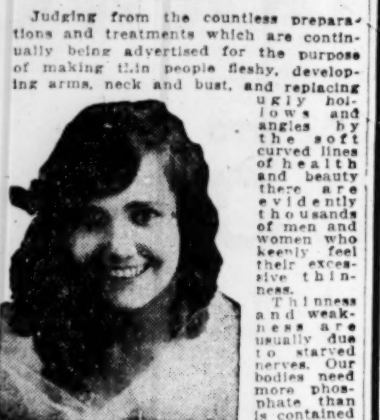 Judging from the countless prepara-
tions and treatments which are contin-
ually being advertised for the purpose
of making thin people fleshy, develop-
ing arms, neck and bust, and replacing
ugly hol-
lows and
angles by
the soft
curved lines
of health
and beauty
there are
evidently
thousands
of men and
women who
keenly feel
their exces-
sive thin-
ness.
Thinness
and weak-
ness are
usually due
to starved
nerves. Our
bodies need
more phos-
phate than
is contained